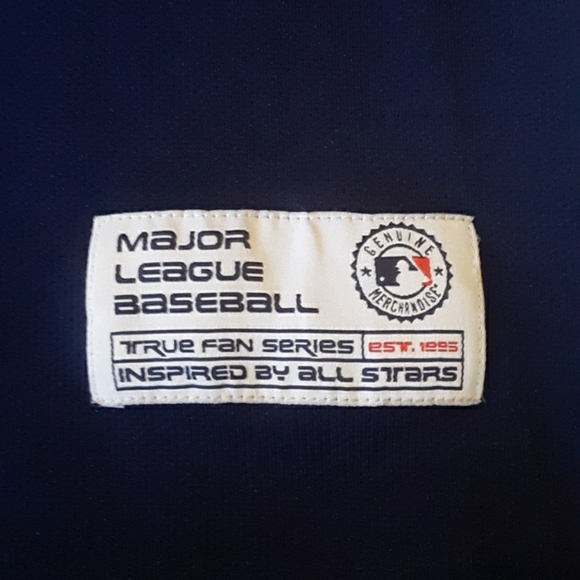 MAJOR
LEAGUE
BASEBALL
GENUINE
MERCHANDISE
TRUE FAN SERIES EST. 1995
INSPIRED BY ALL STARS